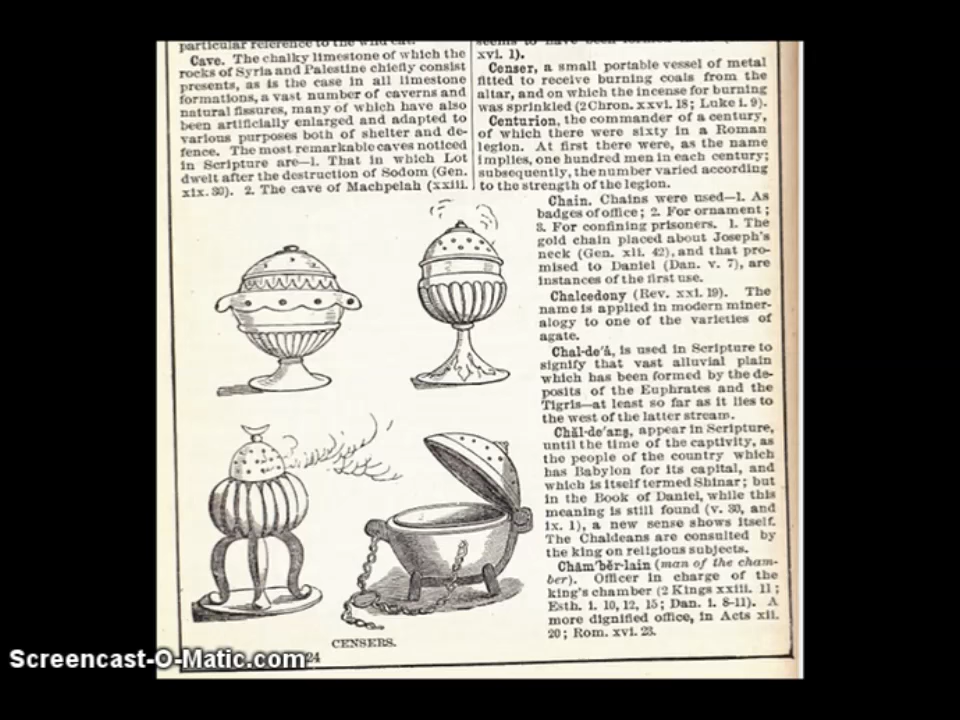 particular reference to the wild cat.
Cave. The chalky limestone of which the
rocks of Syria and Palestine chiefly consist
presents, as is the case in all limestone
formations, a vast number of caverns and
natural fissures, many of which have also
been artificially enlarged and adapted to
various purposes both of shelter and de-
fence. The most remarkable caves noticed
in Scripture are—1. That in which Lot
dwelt after the destruction of Sodom (Gen.
xix. 30). 2. The cave of Machpelah (xxiii.
seems to have been
xvi. 1).
Censer, a small portable vessel of metal
fitted to receive burning coals from the
altar, and on which the incense for burning
was sprinkled (2 Chron. xxvi. 18; Luke i. 9).
Centurion, the commander of a century,
of which there were sixty in a Roman
legion. At first there were, as the name
implies, one hundred men in each century;
subsequently, the number varied according
to the strength of the legion.
Chain. Chains were used—1. As
badges of office; 2. For ornament;
3. For confining prisoners. 1. The
gold chain placed about Joseph's
neck (Gen. xli. 42), and that pro-
mised to Daniel (Dan. v. 7), are
instances of the first use.
Chalcedony (Rev. xxi. 19). The
name is applied in modern miner-
alogy to one of the varieties of
agate.
Chal-de'á, is used in Scripture to
signify that vast alluvial plain
which has been formed by the de-
posits of the Euphrates and the
Tigris—at least so far as it lies to
the west of the latter stream.
Chăl-de'anş, appear in Scripture,
until the time of the captivity, as
the people of the country which
has Babylon for its capital, and
which is itself termed Shinar; but
in the Book of Daniel, while this
meaning is still found (v. 30, and
ix. 1), a new sense shows itself.
The Chaldeans are consulted by
the king on religious subjects.
Chām'bĕr-lain (man of the cham-
ber). Officer in charge of the
king's chamber (2 Kings xxiii. 11;
Esth. i. 10, 12, 15; Dan. i. 8-11). A
more dignified office, in Acts xii.
20; Rom. xvi. 23.
CENSERS.
24
Screencast-O-Matic.com